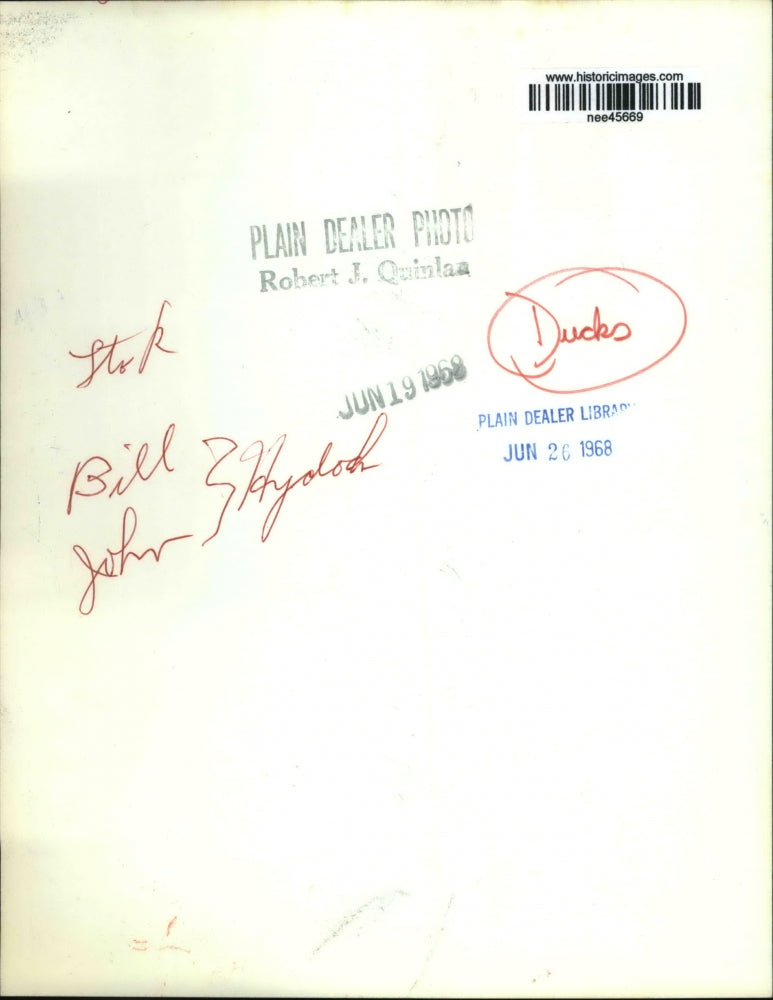 www.historicimages.com
nee45669
PLAIN DEALER PHOTO
Robert J. Quinlan
Ducks
JUN 19 1968
PLAIN DEALER LIBRARY
JUN 26 1968
Bill
John